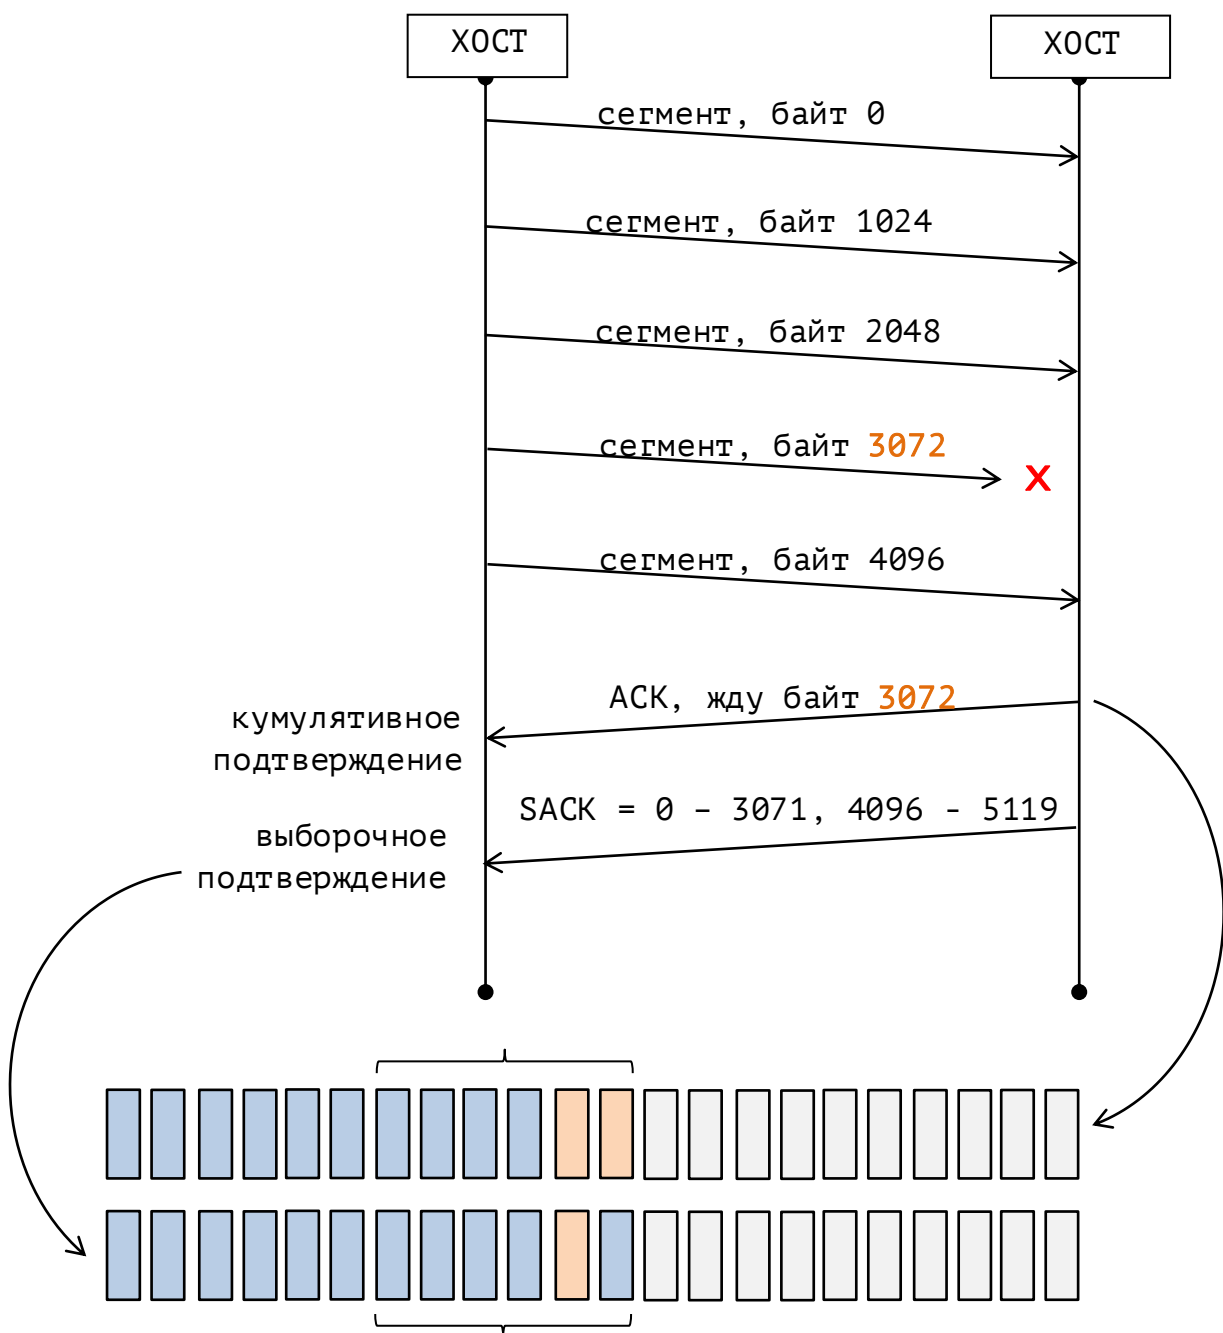 ХОСТ ХОСТ
сегмент, байт 0
сегмент, байт 1024
сегмент, байт 2048
сегмент, байт 3072
X
сегмент, байт 4096
ACK, жду байт 3072
кумулятивное
подтверждение
SACK = 0 – 3071, 4096 - 5119
выборочное
подтверждение